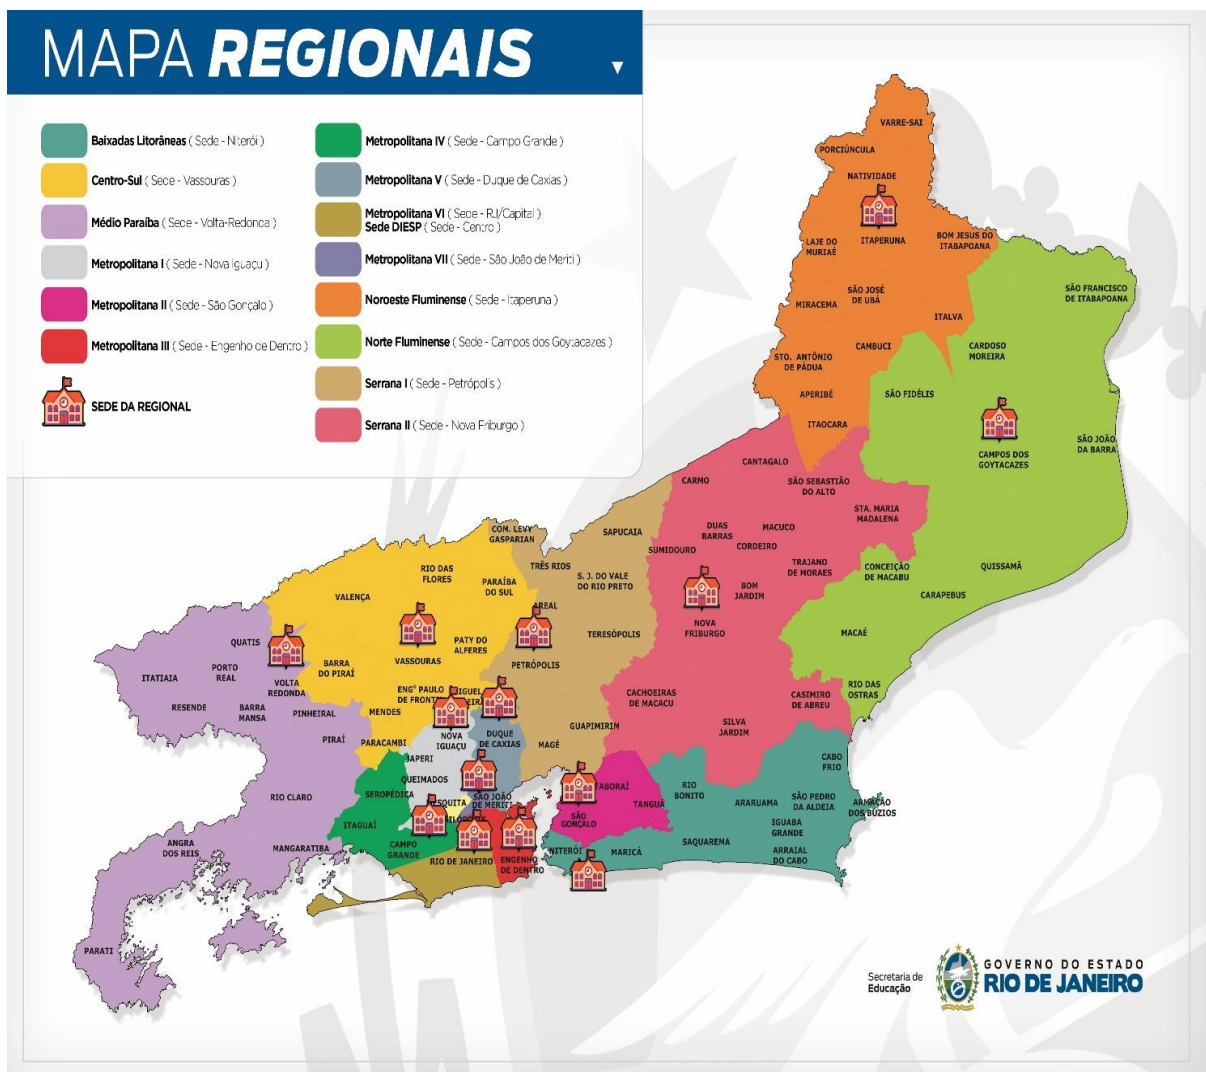 MAPA REGIONAIS
Baixadas Litorâneas ( Sede - Niterói )
Centro-Sul ( Sede - Vassouras )
Médio Paraíba ( Sede - Volta-Redonda )
Metropolitana I ( Sede - Nova Iguaçu )
Metropolitana II ( Sede - São Gonçalo )
Metropolitana III ( Sede - Engenho de Dentro )
SEDE DA REGIONAL
Metropolitana IV ( Sede - Campo Grande )
Metropolitana V ( Sede - Duque de Caxias )
Metropolitana VI ( Sede - RJ/Capital )
Sede DIESP ( Sede - Centro )
Metropolitana VII ( Sede - São João de Meriti )
Noroeste Fluminense ( Sede - Itaperuna )
Norte Fluminense ( Sede - Campos dos Goytacazes )
Serrana I ( Sede - Petrópolis )
Serrana II ( Sede - Nova Friburgo )
VARRE-SAI
PORCIÚNCULA
NATIVIDADE
ITAPERUNA
BOM JESUS DO
ITABAPOANA
LAJE DO
MURIAÉ
SÃO FRANCISCO
DE ITABAPOANA
SÃO JOSÉ
DE UBÁ
MIRACEMA
ITALVA
CAMBUCI
CARDOSO
MOREIRA
STO. ANTÔNIO
DE PÁDUA
APERIBÉ
SÃO FIDÉLIS
ITAOCARA
CAMPOS DOS
GOYTACAZES
SÃO JOÃO
DA BARRA
CANTAGALO
CARMO
SÃO SEBASTIÃO
DO ALTO
STA. MARIA
MADALENA
DUAS
BARRAS
MACUCO
CORDEIRO
SUMIDOURO
TRAJANO
DE MORAES
CONCEIÇÃO
DE MACABU
QUISSAMÃ
BOM
JARDIM
CARAPEBUS
NOVA
FRIBURGO
MACAÉ
COM. LEVY
GASPARIAN
SAPUCAIA
TRÊS RIOS
S. J. DO VALE
DO RIO PRETO
RIO DAS
FLORES
PARAÍBA
DO SUL
VALENÇA
AREAL
TERESÓPOLIS
QUATIS
PATY DO
ALFERES
VASSOURAS
PETRÓPOLIS
BARRA
DO PIRAÍ
PORTO
REAL
ITATIAIA
VOLTA
REDONDA
ENGº PAULO
DE FRONTIN
RESENDE
BARRA
MANSA
PINHEIRAL
MENDES
CACHOEIRAS
DE MACACU
CASIMIRO
DE ABREU
RIO DAS
OSTRAS
PIRAÍ
PARACAMBI
NOVA
IGUAÇU
DUQUE
DE CAXIAS
MAGÉ
GUAPIMIRIM
SILVA
JARDIM
JAPERI
CABO
FRIO
QUEIMADOS
SEROPÉDICA
RIO CLARO
SÃO JOÃO
DE MERITI
TANGUÁ
RIO
BONITO
ARARUAMA
SÃO PEDRO
DA ALDEIA
ARMAÇÃO
DOS BÚZIOS
ITAGUAÍ
SÃO
GONÇALO
IGUABA
GRANDE
SAQUAREMA
ANGRA
DOS REIS
MANGARATIBA
CAMPO
GRANDE
RIO DE JANEIRO
ENGENHO
DE DENTRO
NITERÓI
MARICÁ
ARRAIAL
DO CABO
PARATI
Secretaria de
Educação
GOVERNO DO ESTADO
RIO DE JANEIRO